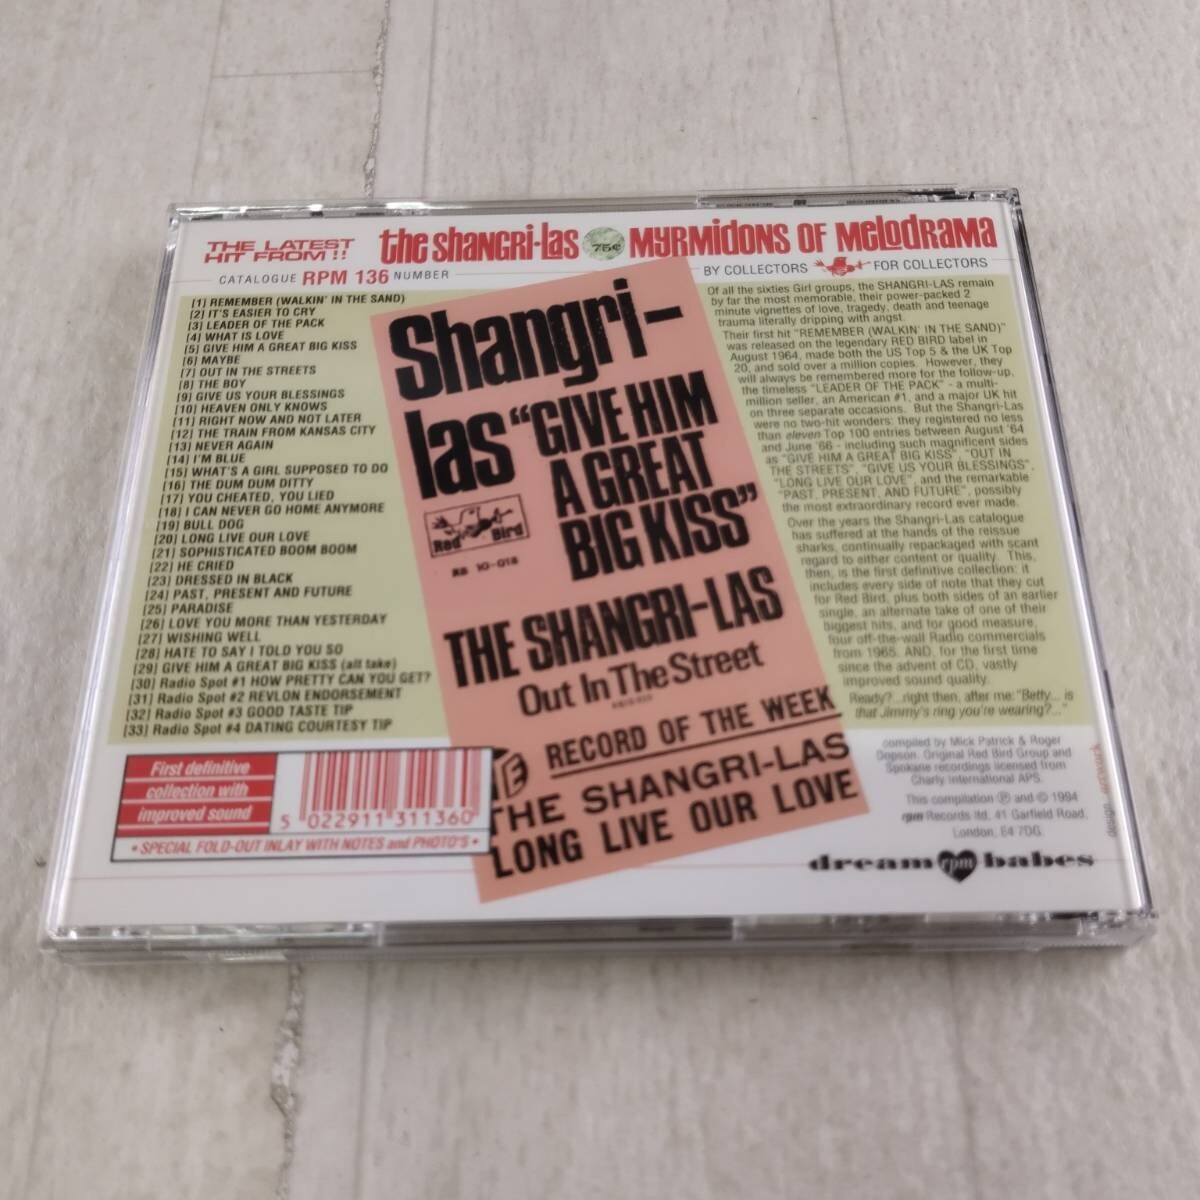 THE LATEST
HIT FROM !!
the shangri-las 75¢ MYRMIDONS OF MELODRAMA
CATALOGUE RPM 136 NUMBER
BY COLLECTORS FOR COLLECTORS
[1] REMEMBER (WALKIN' IN THE SAND)
[2] IT'S EASIER TO CRY
[3] LEADER OF THE PACK
[4] WHAT IS LOVE
[5] GIVE HIM A GREAT BIG KISS
[6] MAYBE
[7] OUT IN THE STREETS
[8] THE BOY
[9] GIVE US YOUR BLESSINGS
[10] HEAVEN ONLY KNOWS
[11] RIGHT NOW AND NOT LATER
[12] THE TRAIN FROM KANSAS CITY
[13] NEVER AGAIN
[14] I'M BLUE
[15] WHAT'S A GIRL SUPPOSED TO DO
[16] THE DUM DUM DITTY
[17] YOU CHEATED, YOU LIED
[18] I CAN NEVER GO HOME ANYMORE
[19] BULL DOG
[20] LONG LIVE OUR LOVE
[21] SOPHISTICATED BOOM BOOM
[22] HE CRIED
[23] DRESSED IN BLACK
[24] PAST, PRESENT AND FUTURE
[25] PARADISE
[26] LOVE YOU MORE THAN YESTERDAY
[27] WISHING WELL
[28] HATE TO SAY I TOLD YOU SO
[29] GIVE HIM A GREAT BIG KISS (alt take)
[30] Radio Spot #1 HOW PRETTY CAN YOU GET?
[31] Radio Spot #2 REVLON ENDORSEMENT
[32] Radio Spot #3 GOOD TASTE TIP
[33] Radio Spot #4 DATING COURTESY TIP
Shangri-
las "GIVE HIM
A GREAT
BIG KISS"
Red Bird
RB 10-018
THE SHANGRI-LAS
Out In The Street
RECORD OF THE WEEK
THE SHANGRI-LAS
LONG LIVE OUR LOVE
Of all the sixties Girl groups, the SHANGRI-LAS remain
by far the most memorable, their power-packed 2
minute vignettes of love, tragedy, death and teenage
trauma literally dripping with angst.
Their first hit "REMEMBER (WALKIN' IN THE SAND)"
was released on the legendary RED BIRD label in
August 1964, made both the US Top 5 & the UK Top
20, and sold over a million copies. However, they
will always be remembered more for the follow-up,
the timeless "LEADER OF THE PACK" - a multi-
million seller, an American #1, and a major UK hit
on three separate occasions. But the Shangri-Las
were no two-hit wonders: they registered no less
than eleven Top 100 entries between August '64
and June '66 - including such magnificent sides
as "GIVE HIM A GREAT BIG KISS", "OUT IN
THE STREETS", "GIVE US YOUR BLESSINGS",
"LONG LIVE OUR LOVE", and the remarkable
"PAST, PRESENT, AND FUTURE", possibly
the most extraordinary record ever made.
Over the years the Shangri-Las catalogue
has suffered at the hands of the reissue
sharks, continually repackaged with scant
regard to either content or quality. This,
then, is the first definitive collection: it
includes every side of note that they cut
for Red Bird, plus both sides of an earlier
single, an alternate take of one of their
biggest hits, and for good measure,
four off-the-wall Radio commercials
from 1965. AND, for the first time
since the advent of CD, vastly
improved sound quality.
Ready? ..right then, after me: "Betty... is
that Jimmy's ring you're wearing?..."
First definitive
collection with
improved sound
5 022911 311360
• SPECIAL FOLD-OUT INLAY WITH NOTES and PHOTO'S •
compiled by Mick Patrick & Roger
Dopson. Original Red Bird Group and
Spokane recordings licensed from
Charly International APS.
This compilation ℗ and © 1994
rpm Records ltd, 41 Garfield Road,
London, E4 7DG.
dream rpm babes